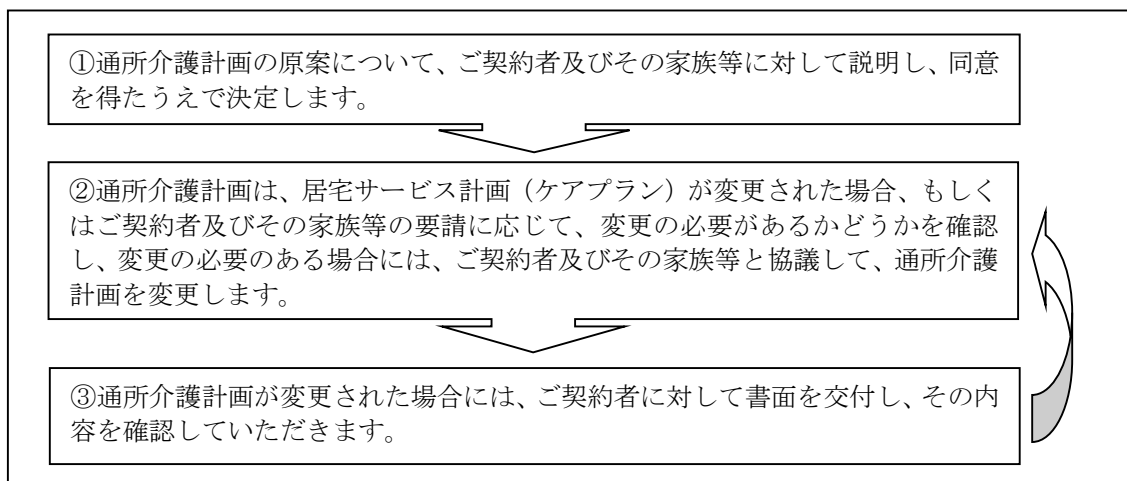 ①通所介護計画の原案について、ご契約者及びその家族等に対して説明し、同意
を得たうえで決定します。
②通所介護計画は、居宅サービス計画（ケアプラン）が変更された場合、もしく
はご契約者及びその家族等の要請に応じて、変更の必要があるかどうかを確認
し、変更の必要のある場合には、ご契約者及びその家族等と協議して、通所介護
計画を変更します。
③通所介護計画が変更された場合には、ご契約者に対して書面を交付し、その内
容を確認していただきます。